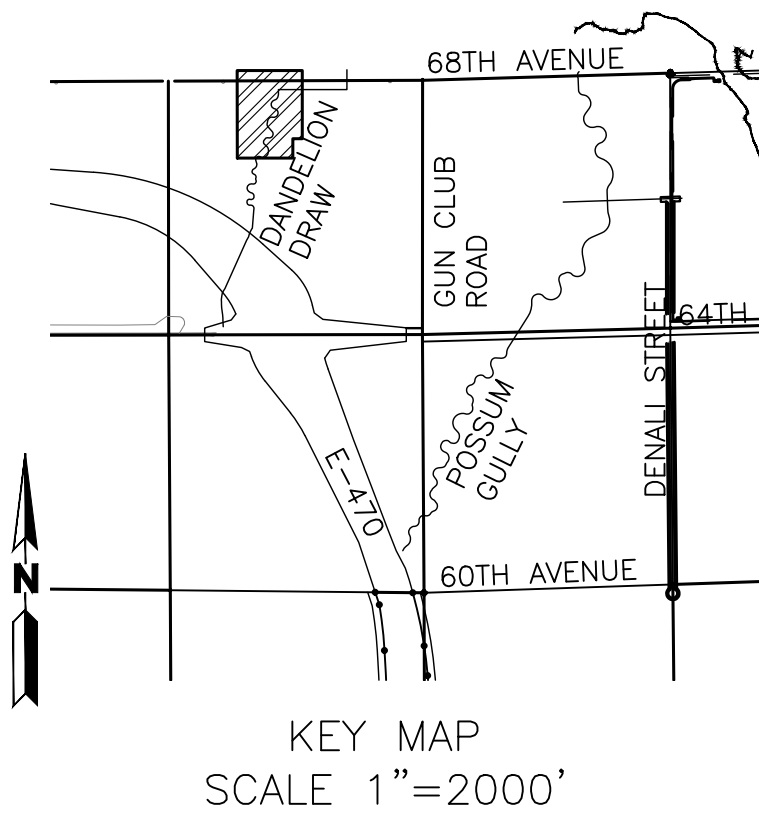 68TH AVENUE
DANDELION
DRAW
GUN CLUB
ROAD
64TH
DENALI STREET
POSSUM
GULLY
E-470
N
60TH AVENUE
KEY MAP
SCALE 1"=2000'